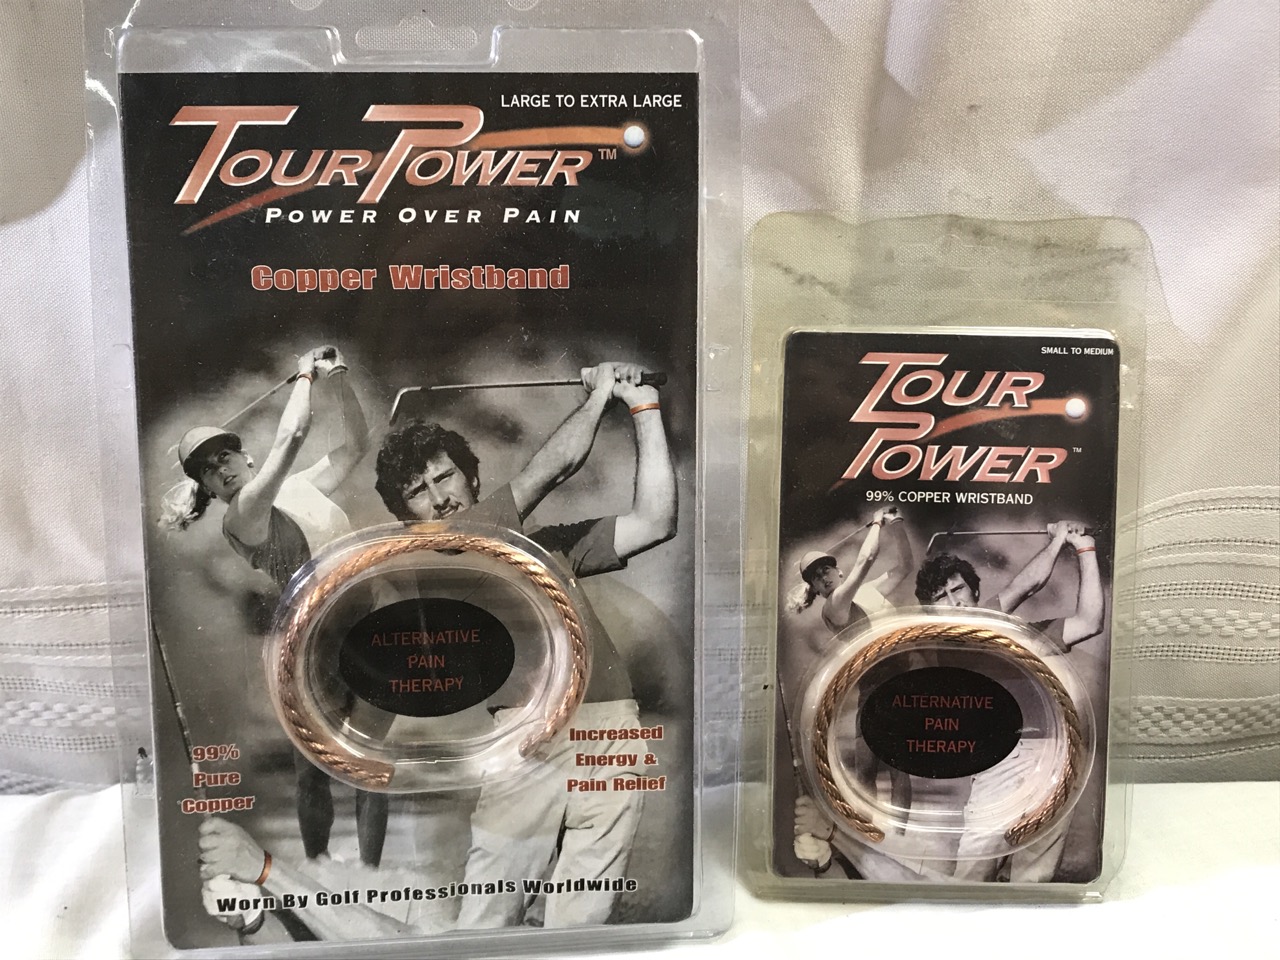 LARGE TO EXTRA LARGE
TOUR POWER™
POWER OVER PAIN
Copper Wristband
ALTERNATIVE
PAIN
THERAPY
99%
Pure
Copper
Increased
Energy &
Pain Relief
Worn By Golf Professionals Worldwide
SMALL TO MEDIUM
TOUR
POWER™
99% COPPER WRISTBAND
ALTERNATIVE
PAIN
THERAPY